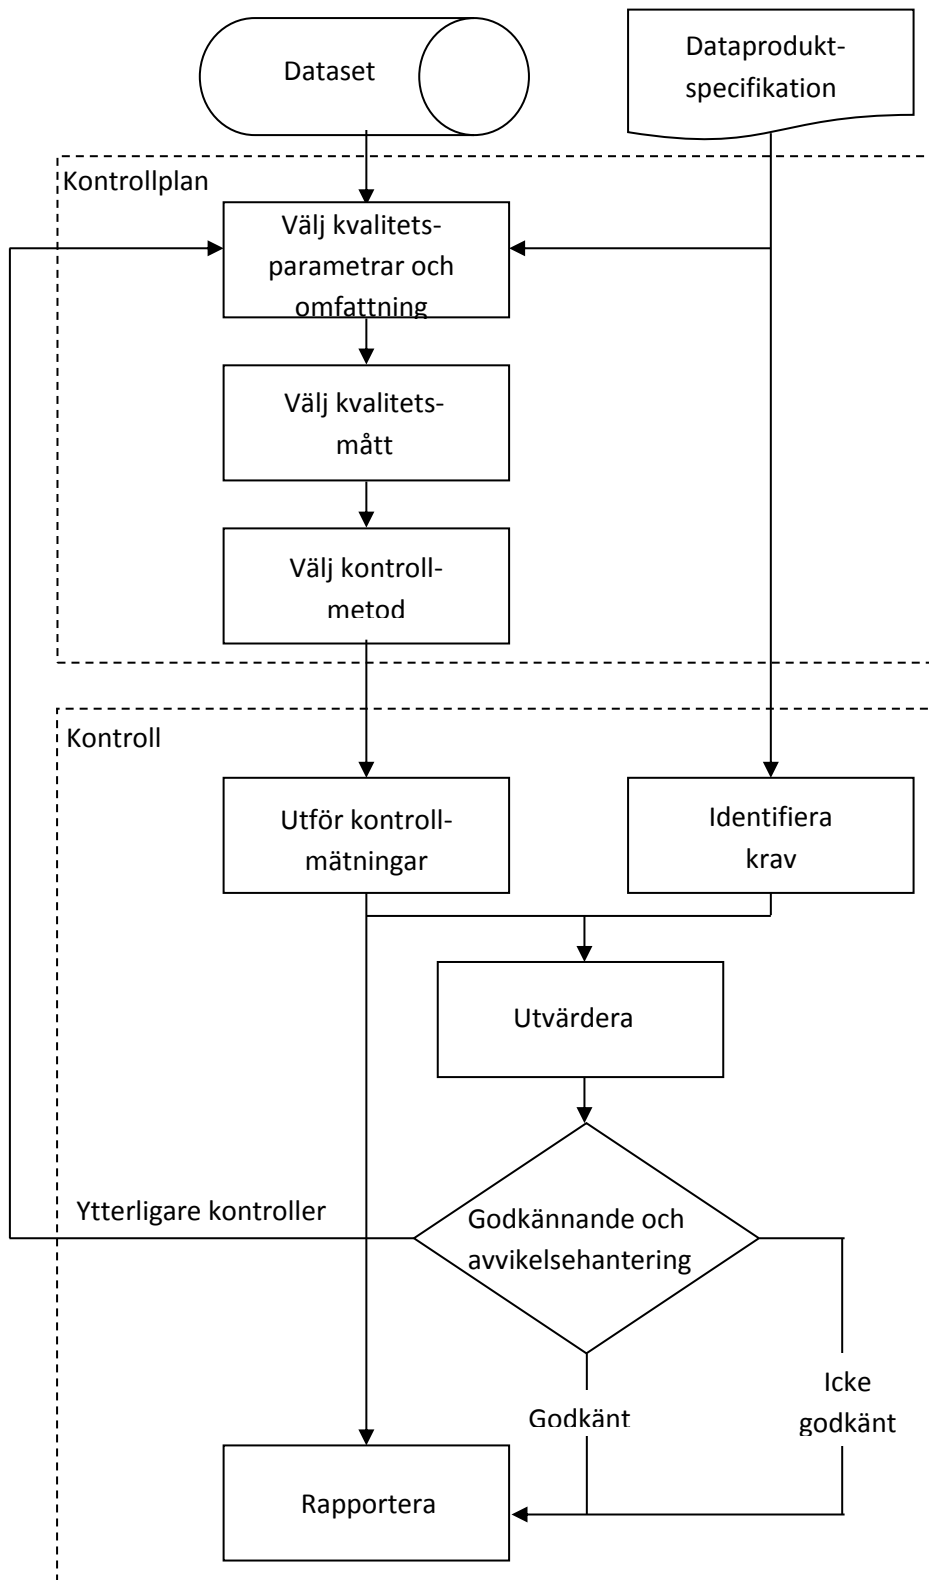 Dataset
Dataprodukt-
specifikation
Kontrollplan
Välj kvalitets-
parametrar och
omfattning
Välj kvalitets-
mått
Välj kontroll-
metod
Kontroll
Utför kontroll-
mätningar
Identifiera
krav
Utvärdera
Ytterligare kontroller
Godkännande och
avvikelsehantering
Icke
godkänt
Godkänt
Rapportera